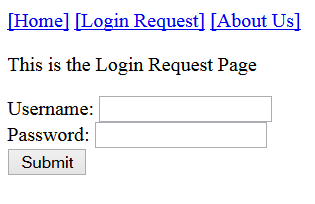 [Home] [Login Request] [About Us]
This is the Login Request Page
Username:
Password:
Submit